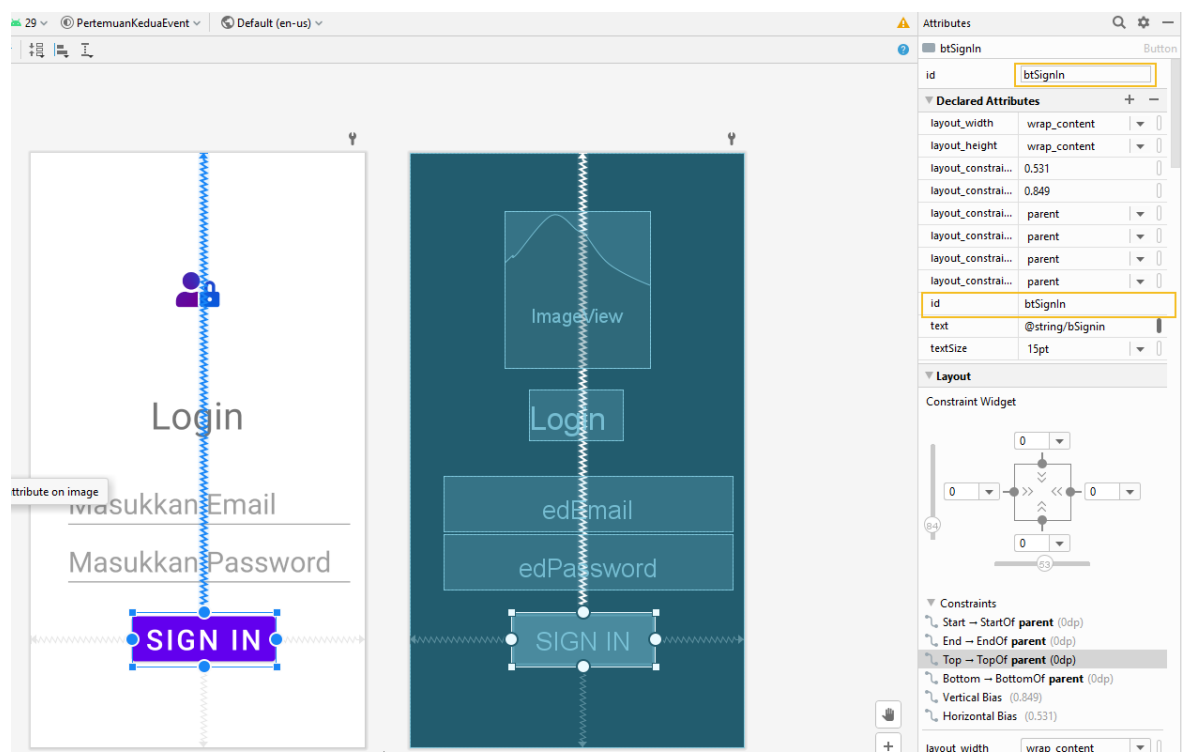 29 PertemuanKeduaEvent Default (en-us)
Attributes
btSignIn Button
id btSignIn
Declared Attributes + −
layout_width wrap_content
layout_height wrap_content
layout_constrai... 0.531
layout_constrai... 0.849
layout_constrai... parent
layout_constrai... parent
layout_constrai... parent
layout_constrai... parent
id btSignIn
text @string/bSignin
textSize 15pt
Layout
Constraint Widget
0
0
0
0
84
53
Constraints
Start → StartOf parent (0dp)
End → EndOf parent (0dp)
Top → TopOf parent (0dp)
Bottom → BottomOf parent (0dp)
Vertical Bias (0.849)
Horizontal Bias (0.531)
layout_width wrap_content
Login
ttribute on image
Masukkan Email
Masukkan Password
SIGN IN
ImageView
Login
edEmail
edPassword
SIGN IN
+